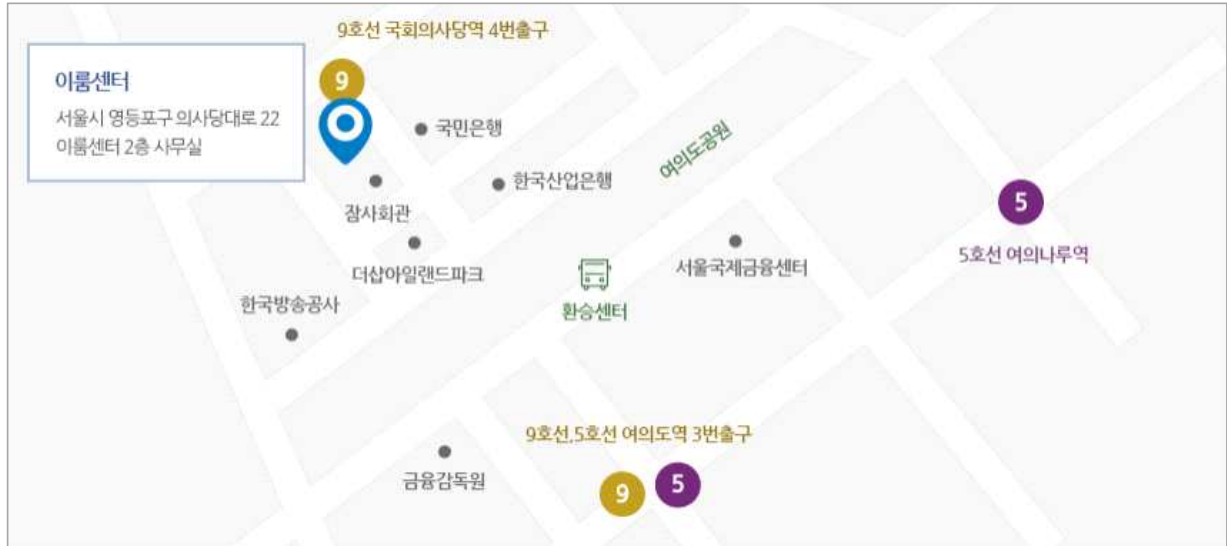 9호선 국회의사당역 4번출구
이룸센터
서울시 영등포구 의사당대로 22
이룸센터 2층 사무실
9
국민은행
여의도공원
한국산업은행
잠사회관
5
5호선 여의나루역
더샵아일랜드파크
서울국제금융센터
한국방송공사
환승센터
9호선,5호선 여의도역 3번출구
금융감독원
9
5